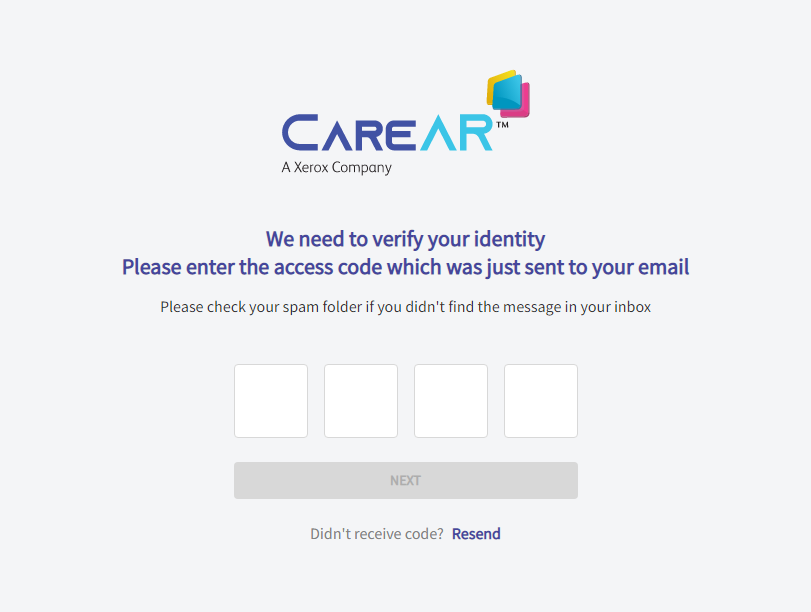 CAREAR™
A Xerox Company
We need to verify your identity
Please enter the access code which was just sent to your email
Please check your spam folder if you didn't find the message in your inbox
NEXT
Didn't receive code? Resend